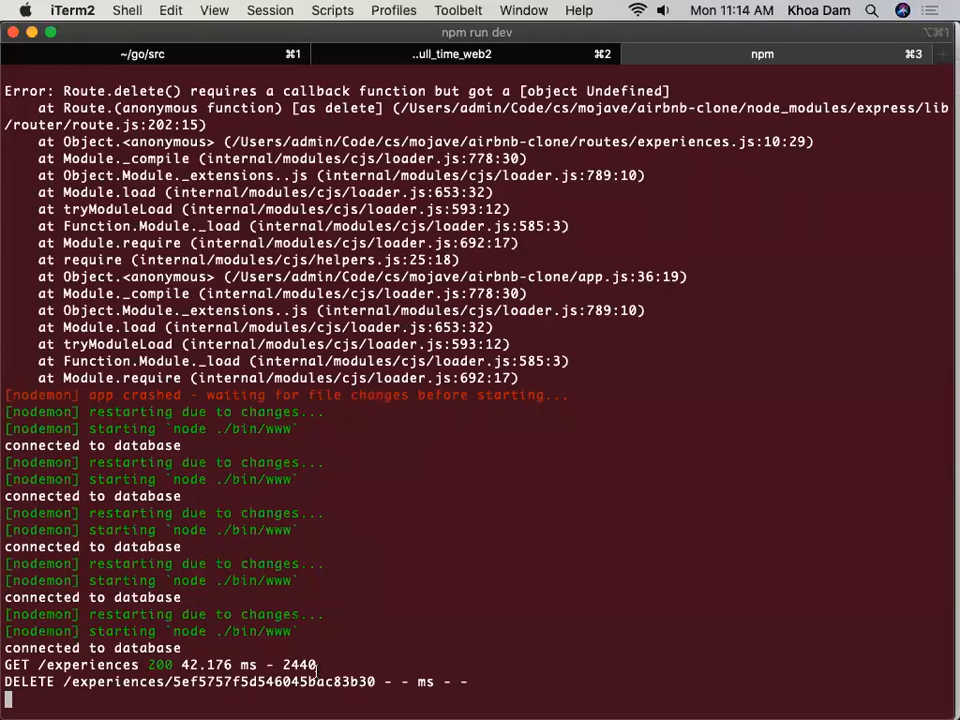 iTerm2 Shell Edit View Session Scripts Profiles Toolbelt Window Help Mon 11:14 AM Khoa Dam
npm run dev ⌥⌘1
~/go/src ⌘1 ..ull_time_web2 ⌘2 npm ⌘3 +
Error: Route.delete() requires a callback function but got a [object Undefined]
at Route.(anonymous function) [as delete] (/Users/admin/Code/cs/mojave/airbnb-clone/node_modules/express/lib
/router/route.js:202:15)
at Object.<anonymous> (/Users/admin/Code/cs/mojave/airbnb-clone/routes/experiences.js:10:29)
at Module._compile (internal/modules/cjs/loader.js:778:30)
at Object.Module._extensions..js (internal/modules/cjs/loader.js:789:10)
at Module.load (internal/modules/cjs/loader.js:653:32)
at tryModuleLoad (internal/modules/cjs/loader.js:593:12)
at Function.Module._load (internal/modules/cjs/loader.js:585:3)
at Module.require (internal/modules/cjs/loader.js:692:17)
at require (internal/modules/cjs/helpers.js:25:18)
at Object.<anonymous> (/Users/admin/Code/cs/mojave/airbnb-clone/app.js:36:19)
at Module._compile (internal/modules/cjs/loader.js:778:30)
at Object.Module._extensions..js (internal/modules/cjs/loader.js:789:10)
at Module.load (internal/modules/cjs/loader.js:653:32)
at tryModuleLoad (internal/modules/cjs/loader.js:593:12)
at Function.Module._load (internal/modules/cjs/loader.js:585:3)
at Module.require (internal/modules/cjs/loader.js:692:17)
[nodemon] app crashed - waiting for file changes before starting...
[nodemon] restarting due to changes...
[nodemon] starting `node ./bin/www`
connected to database
[nodemon] restarting due to changes...
[nodemon] starting `node ./bin/www`
connected to database
[nodemon] restarting due to changes...
[nodemon] starting `node ./bin/www`
connected to database
[nodemon] restarting due to changes...
[nodemon] starting `node ./bin/www`
connected to database
[nodemon] restarting due to changes...
[nodemon] starting `node ./bin/www`
connected to database
GET /experiences 200 42.176 ms - 2440
DELETE /experiences/5ef5757f5d546045bac83b30 - - ms - -